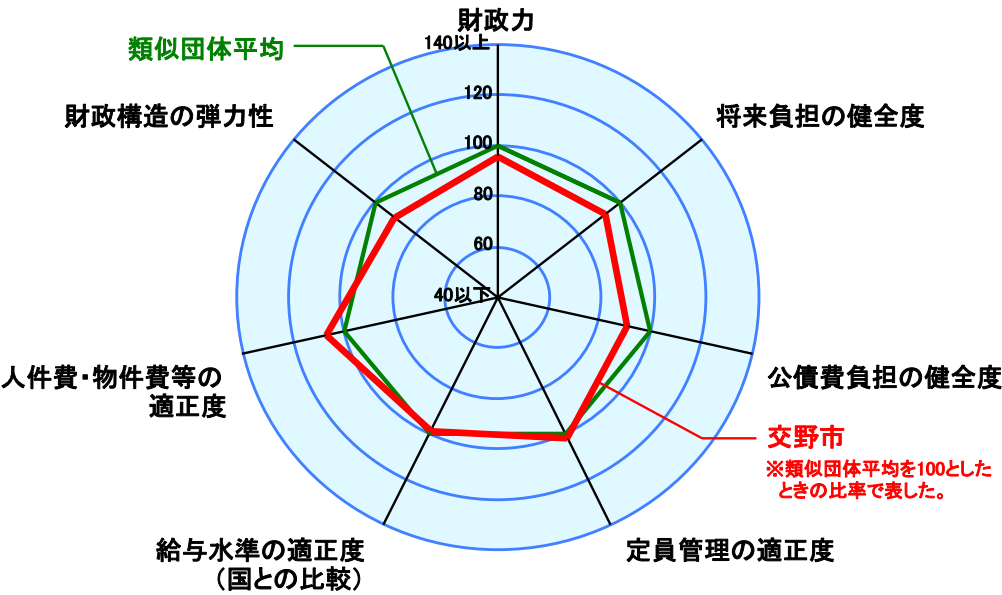 財政力
140以上
類似団体平均
120
財政構造の弾力性
将来負担の健全度
100
80
60
40以下
人件費・物件費等の
適正度
公債費負担の健全度
交野市
※類似団体平均を100とした
ときの比率で表した。
給与水準の適正度
（国との比較）
定員管理の適正度